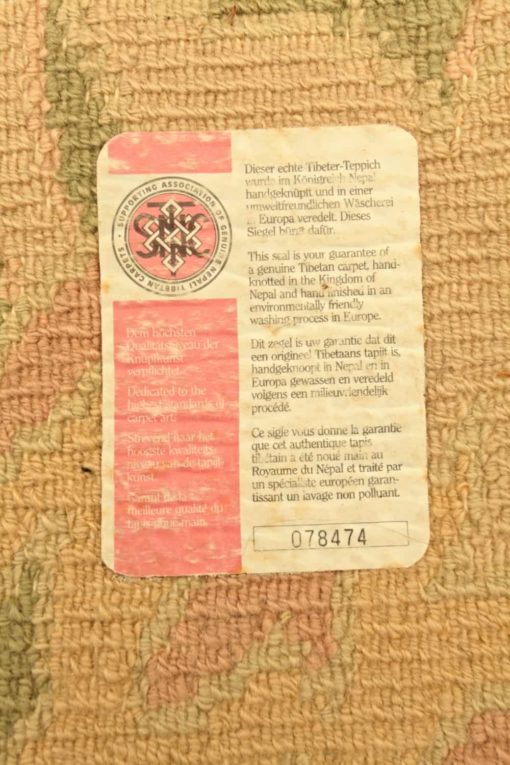 SUPPORTING ASSOCIATION OF GENUINE NEPALI TIBETAN CARPETS
Dem höchsten
Qualitätsniveau der
Knüpfkunst
verpflichtet.
Dedicated to the
highest standards of
carpet art.
Strevend naar het
hoogste kwaliteits-
niveau van de tapijt-
kunst.
Garant de la
meilleure qualité du
tapis noué main.
Dieser echte Tibeter-Teppich
wurde im Königreich Nepal
handgeknüpft und in einer
umweltfreundlichen Wäscherei
in Europa veredelt. Dieses
Siegel bürgt dafür.
This seal is your guarantee of
a genuine Tibetan carpet, hand-
knotted in the Kingdom of
Nepal and hand finished in an
environmentally friendly
washing process in Europe.
Dit zegel is uw garantie dat dit
een origineel Tibetaans tapijt is,
handgeknoopt in Nepal en in
Europa gewassen en veredeld
volgens een milieuvriendelijk
procédé.
Ce sigle vous donne la garantie
que cet authentique tapis
tibétain a été noué main au
Royaume du Népal et traité par
un spécialiste européen garan-
tissant un lavage non polluant.
078474